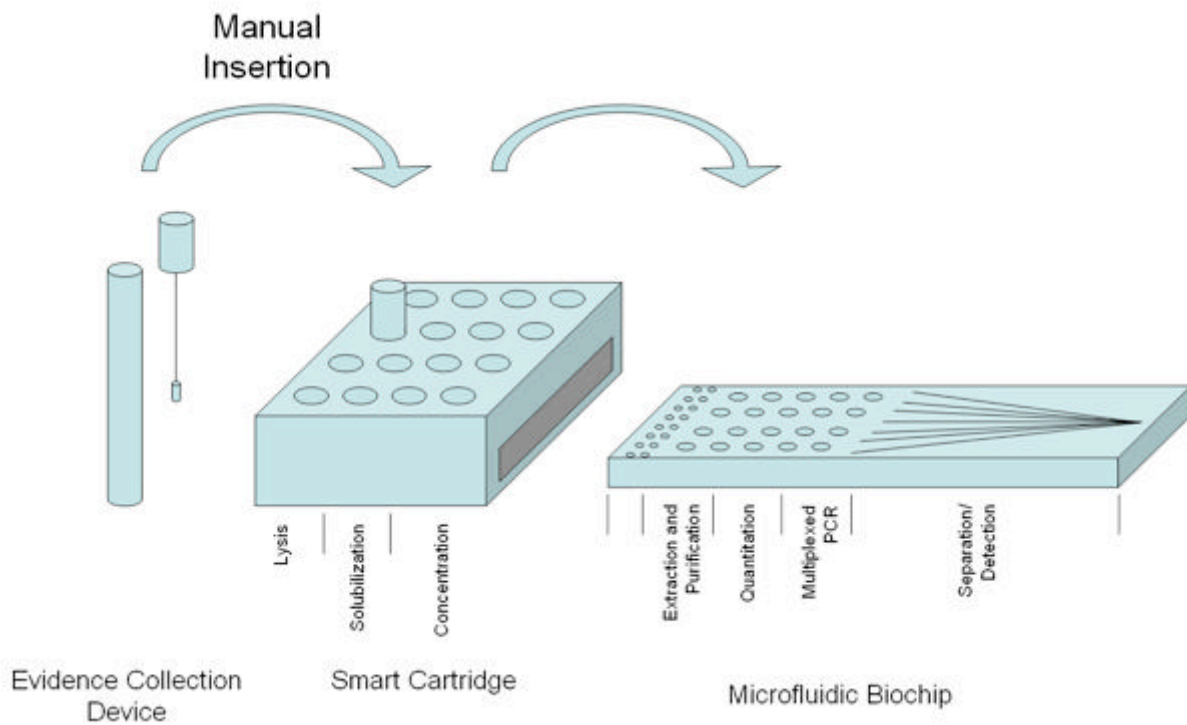 Manual
Insertion
Lysis
Solubilization
Concentration
Extraction and
Purification
Quantitation
Multiplexed
PCR
Separation/
Detection
Evidence Collection
Device
Smart Cartridge
Microfluidic Biochip